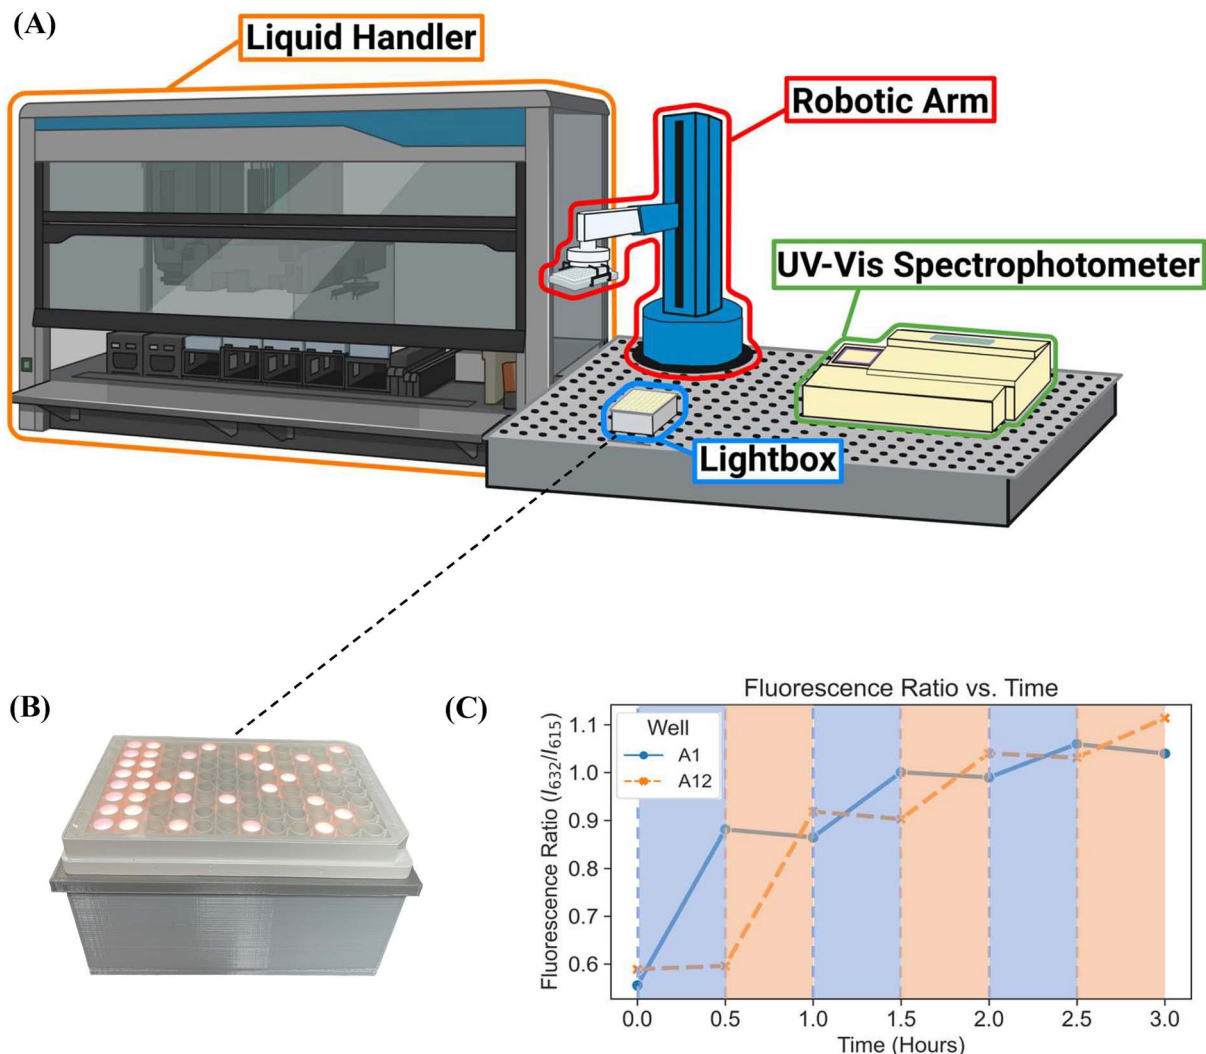 (A)
Liquid Handler
Robotic Arm
UV-Vis Spectrophotometer
Lightbox
(B)
(C)
Fluorescence Ratio vs. Time
Fluorescence Ratio (I632/I615)
1.1
1.0
0.9
0.8
0.7
0.6
Well
A1
A12
0.0 0.5 1.0 1.5 2.0 2.5 3.0
Time (Hours)